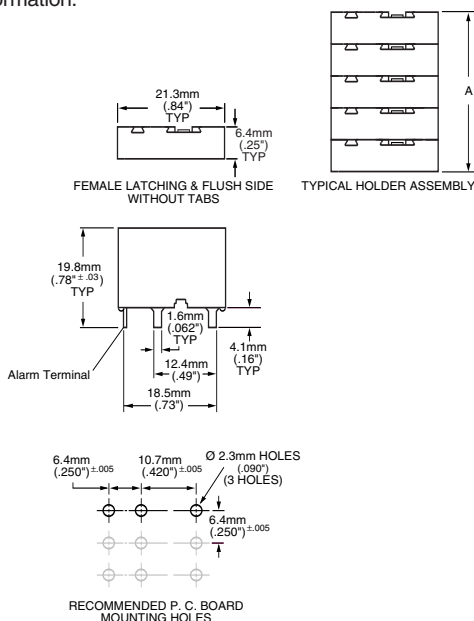 ormation.
21.3mm
(.84")
TYP
6.4mm
(.25")
TYP
FEMALE LATCHING & FLUSH SIDE
WITHOUT TABS
A
TYPICAL HOLDER ASSEMBLY
19.8mm
(.78" ± .03)
TYP
1.6mm
(.062")
TYP
4.1mm
(.16")
TYP
12.4mm
(.49")
Alarm Terminal
18.5mm
(.73")
6.4mm
(.250")±.005
10.7mm
(.420")±.005
Ø 2.3mm HOLES
(.090")
(3 HOLES)
6.4mm
(.250")±.005
RECOMMENDED P. C. BOARD
MOUNTING HOLES